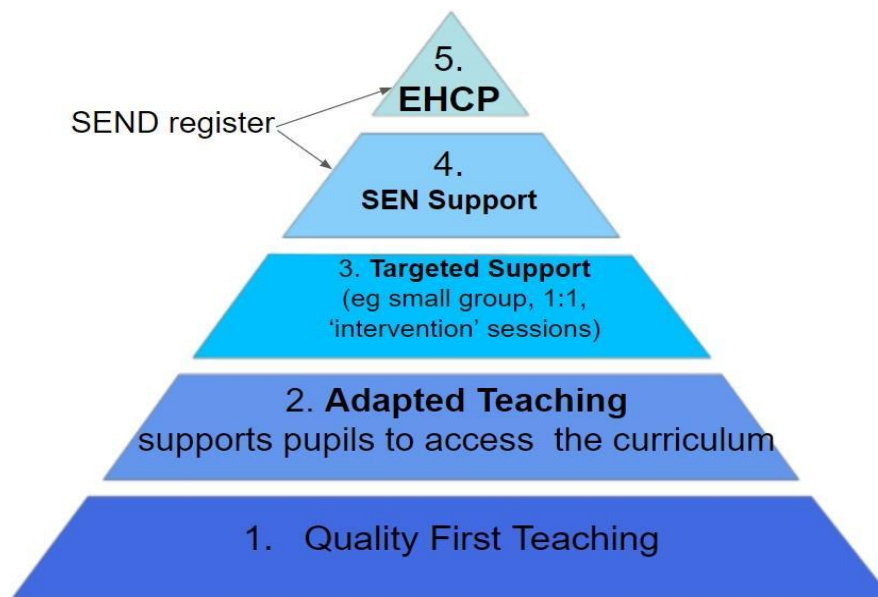 5.
EHCP
SEND register
4.
SEN Support
3. Targeted Support
(eg small group, 1:1,
‘intervention’ sessions)
2. Adapted Teaching
supports pupils to access the curriculum
1. Quality First Teaching